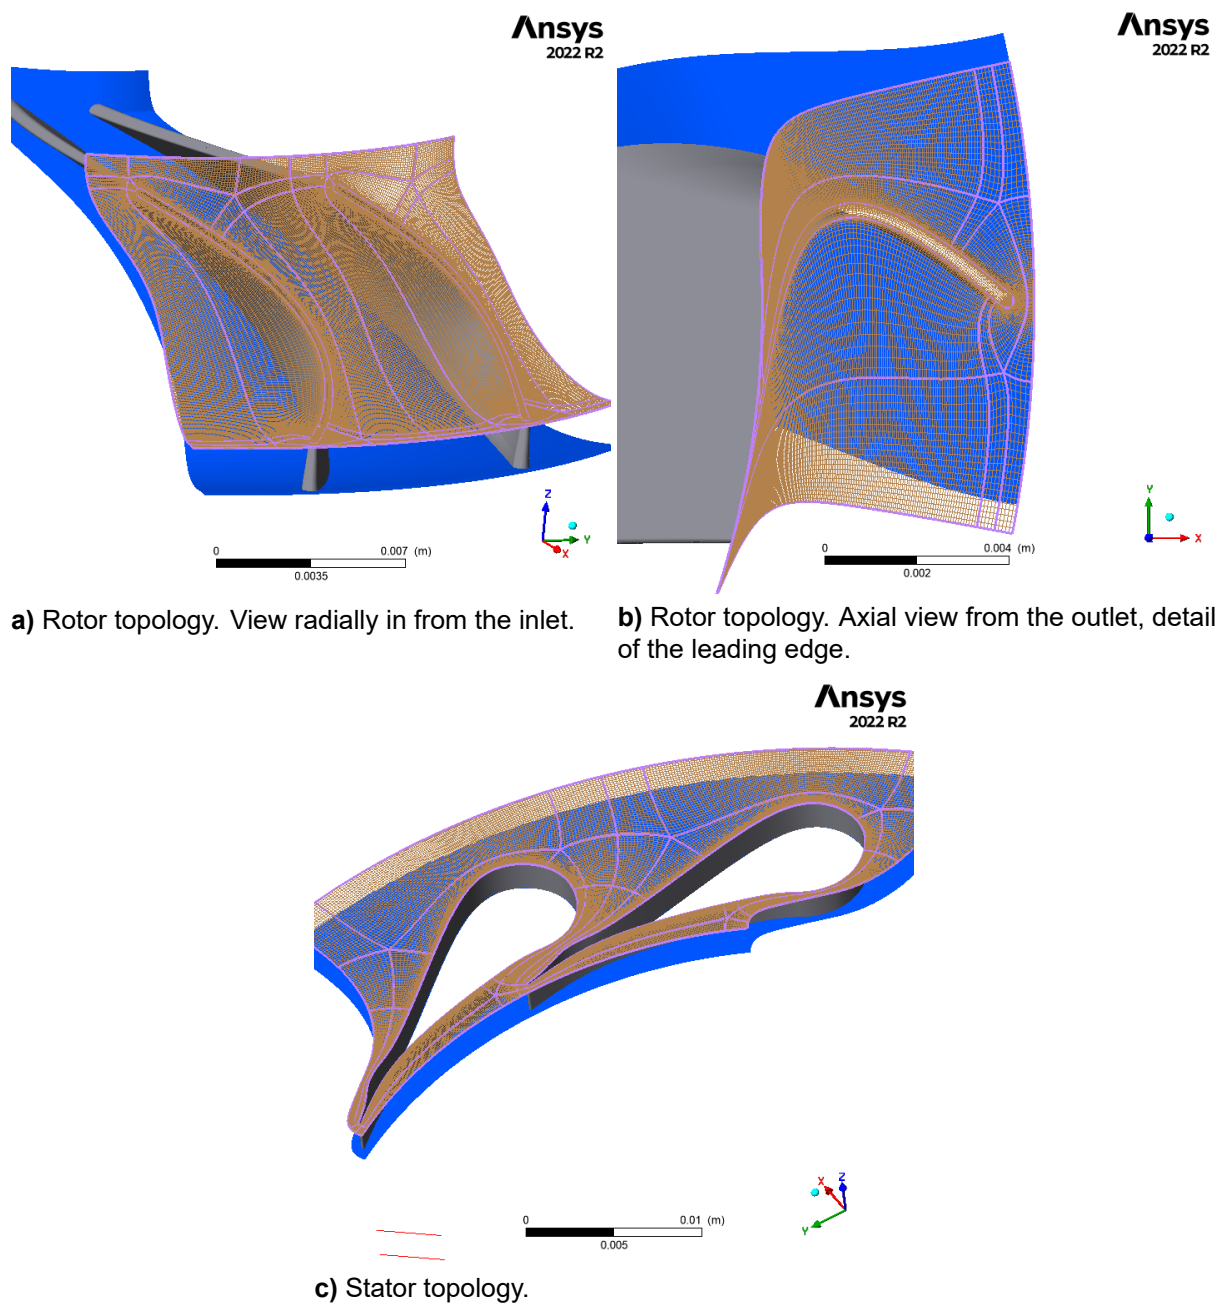 Ansys
2022 R2
Z
Y
X
0
0.007 (m)
0.0035
a) Rotor topology. View radially in from the inlet.
Ansys
2022 R2
Y
X
0
0.004 (m)
0.002
b) Rotor topology. Axial view from the outlet, detail
of the leading edge.
Ansys
2022 R2
X
Z
Y
0
0.01 (m)
0.005
c) Stator topology.